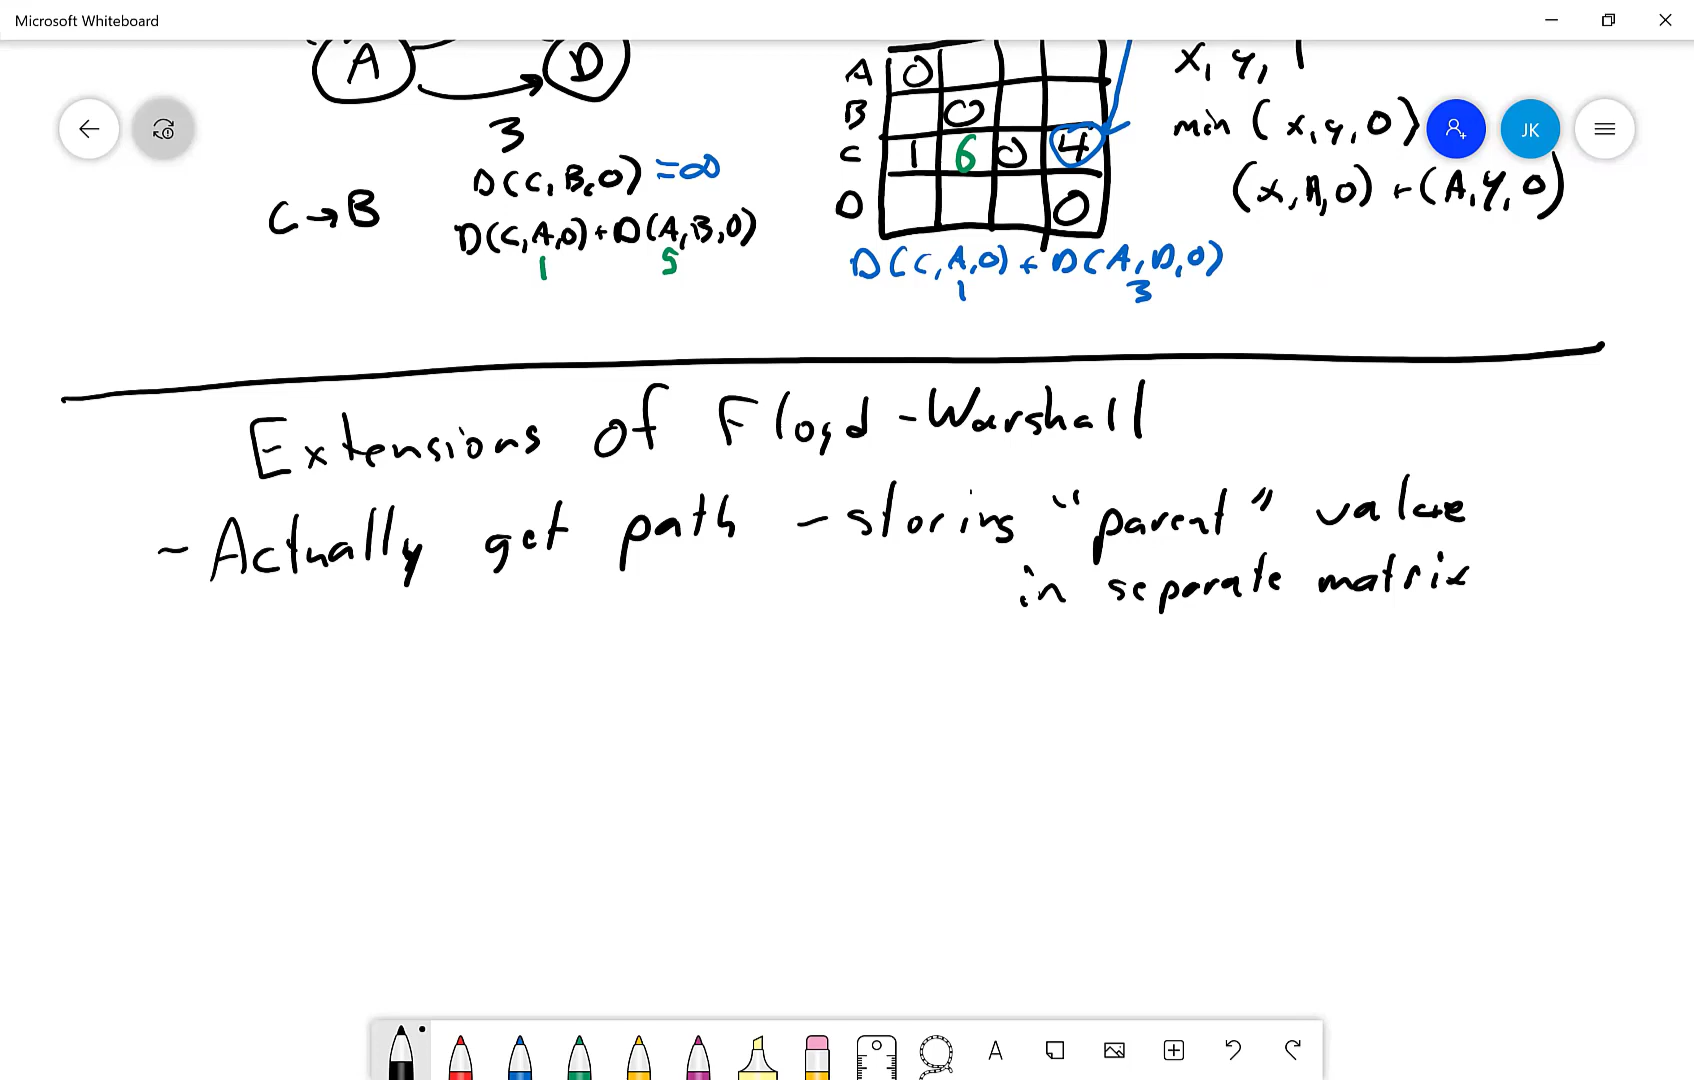 Microsoft Whiteboard
A D
3
C → B
D(C, B, 0) = ∞
D(C, A, 0) + D(A, B, 0)
1 5
A 0
B 0
C 1 6 0 4
D 0
D(C, A, 0) + D(A, D, 0)
1 3
x, y, 1
min (x, y, 0)
(x, A, 0) + (A, y, 0)
JK
Extensions of Floyd-Warshall
- Actually get path - storing "parent" value
in separate matrix
A